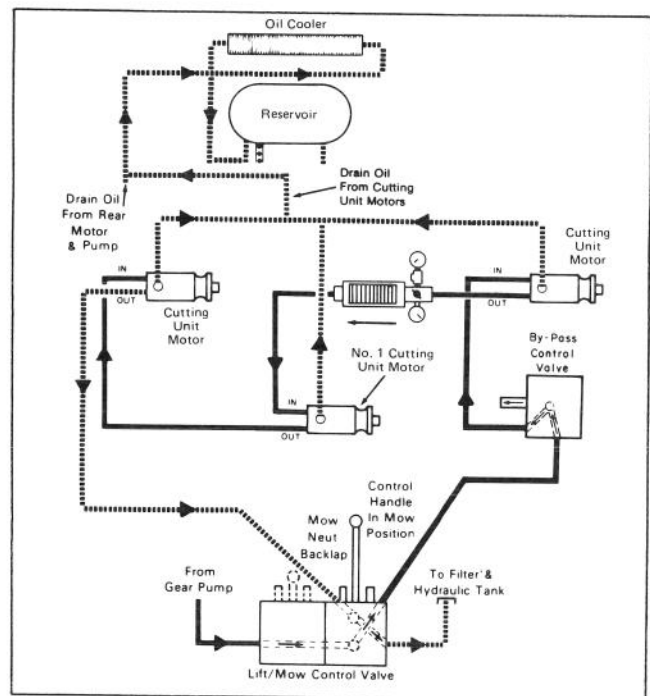 Oil Cooler
Reservoir
Drain Oil
From Cutting
Unit Motors
Drain Oil
From Rear
Motor
& Pump
Cutting
Unit
Motor
IN
OUT
Cutting
Unit
Motor
IN
OUT
By-Pass
Control
Valve
No. 1 Cutting
Unit Motor
IN
OUT
Control
Handle
In Mow
Position
Mow
Neut
Backlap
From
Gear Pump
To Filter &
Hydraulic Tank
Lift/Mow Control Valve